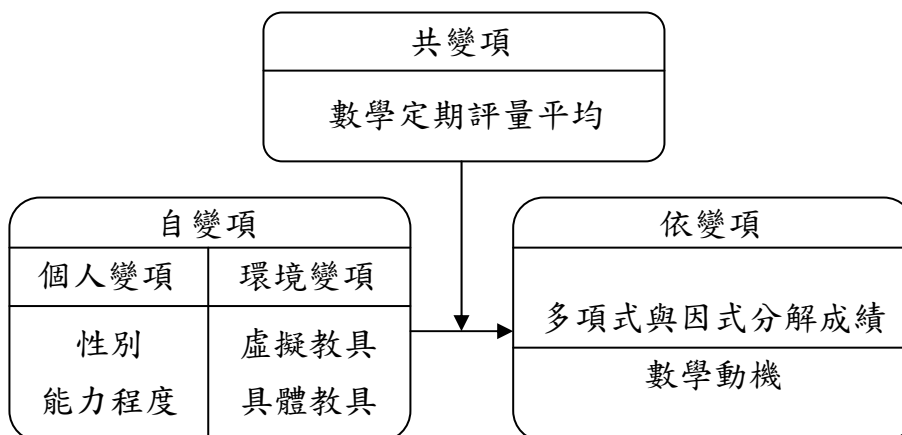 共變項
數學定期評量平均
自變項
個人變項 環境變項
性別 虛擬教具
能力程度 具體教具
依變項
多項式與因式分解成績
數學動機